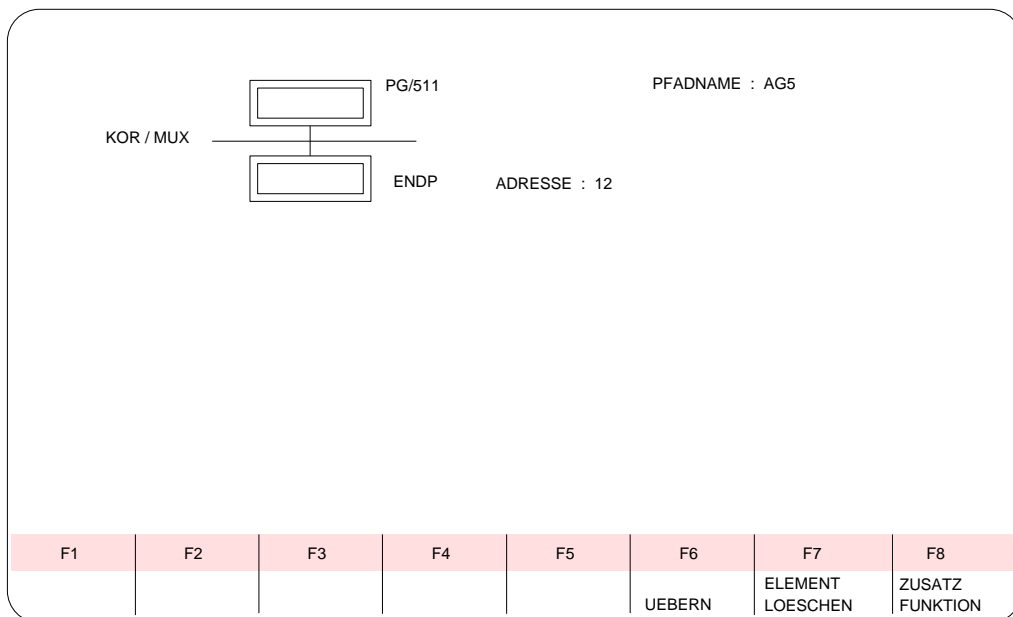 PG/511
PFADNAME : AG5
KOR / MUX
ENDP
ADRESSE : 12
F1 F2 F3 F4 F5 F6 F7 F8
UEBERN
ELEMENT
LOESCHEN
ZUSATZ
FUNKTION